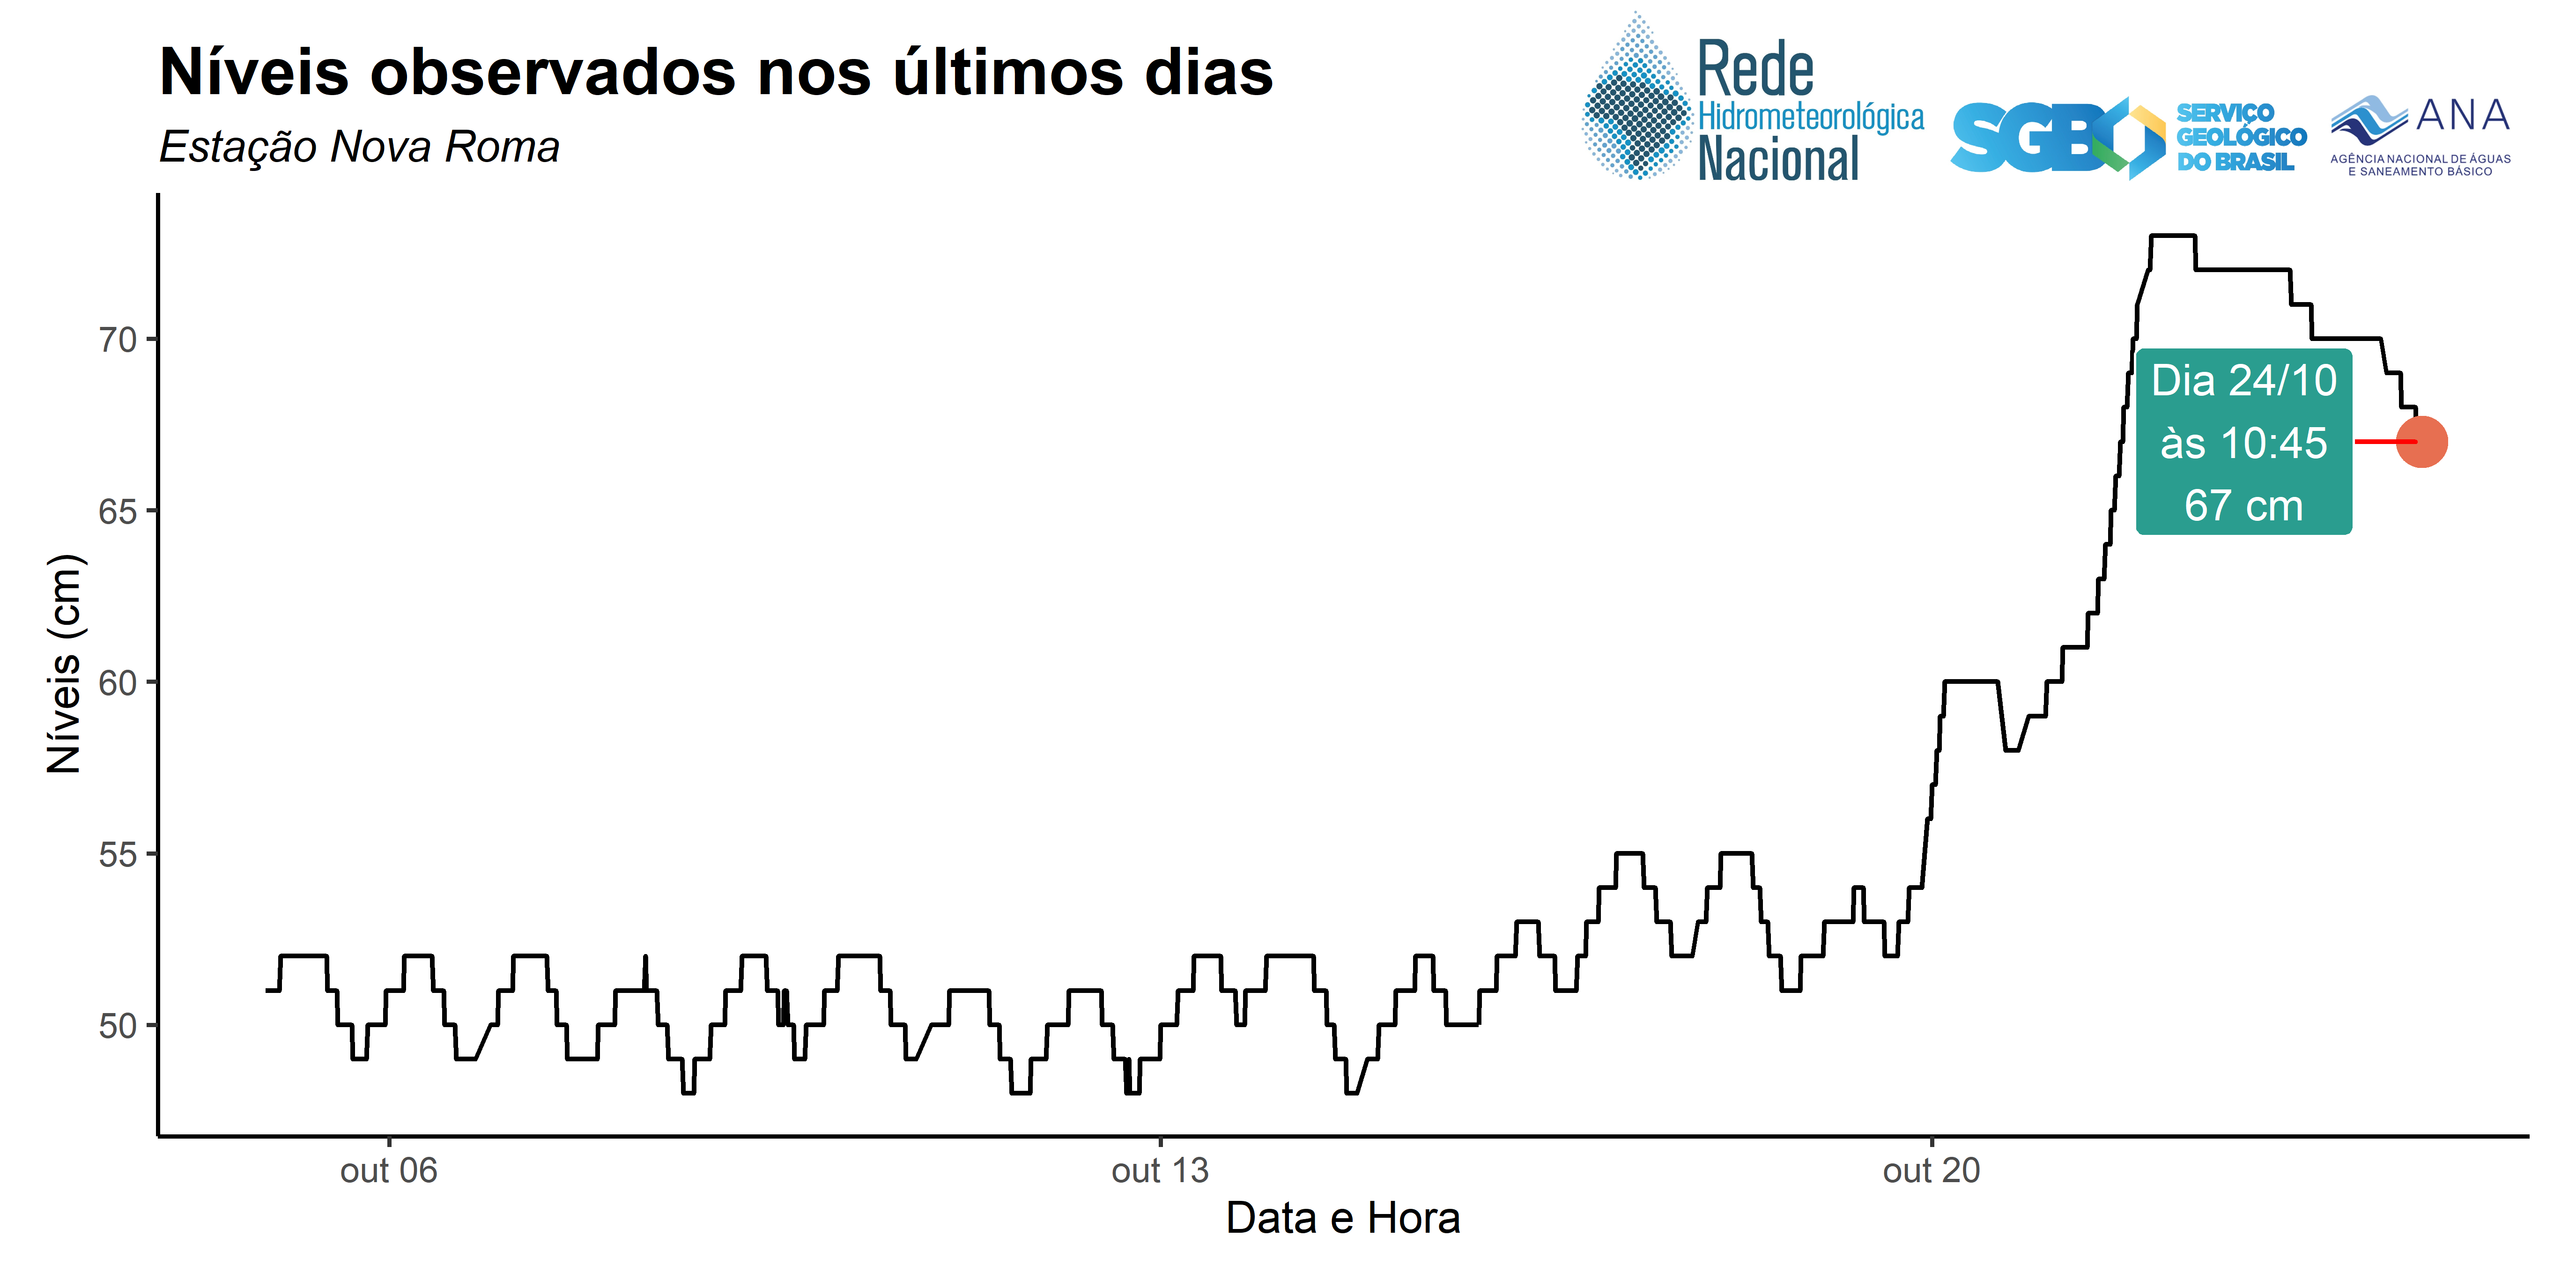 Níveis observados nos últimos dias
Estação Nova Roma
Rede
Hidrometeorológica
Nacional
SGB
SERVIÇO
GEOLÓGICO
DO BRASIL
ANA
AGÊNCIA NACIONAL DE ÁGUAS
E SANEAMENTO BÁSICO
Níveis (cm)
70
65
60
55
50
Dia 24/10
às 10:45
67 cm
out 06
out 13
out 20
Data e Hora